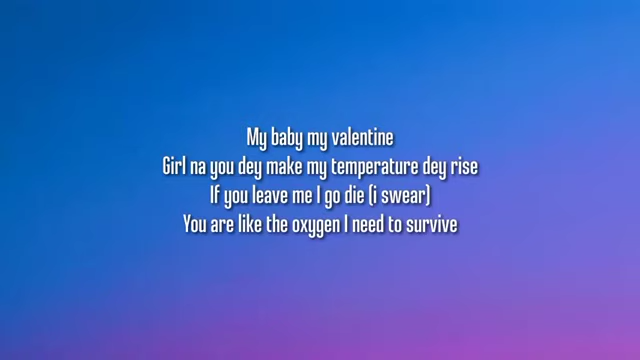 My baby my valentine
Girl na you dey make my temperature dey rise
If you leave me I go die (i swear)
You are like the oxygen I need to survive